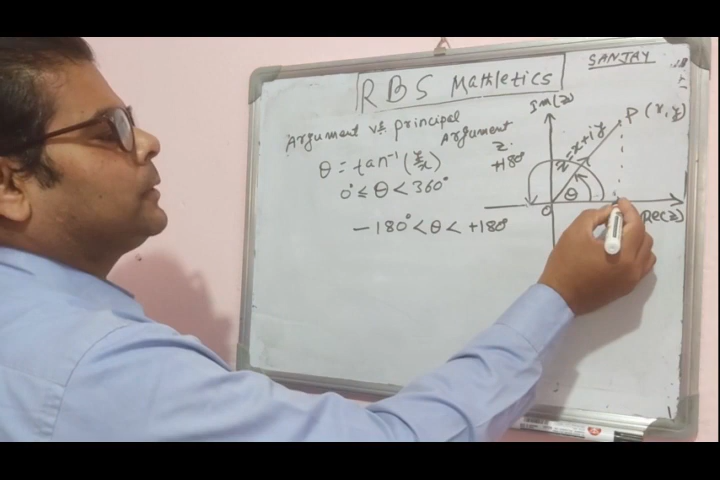 SANJAY
RBS Mathletics
Argument vs. principal Argument
θ = tan⁻¹(y/x)
0° ≤ θ < 360°
-180° < θ < +180°
Im(z)
P (x, y)
z = x+iy
+180°
θ
O
Re(z)